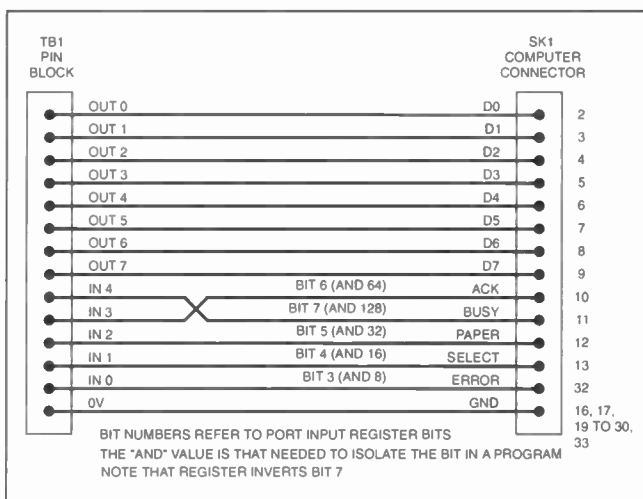 TB1
PIN
BLOCK
SK1
COMPUTER
CONNECTOR
OUT 0 D0 2
OUT 1 D1 3
OUT 2 D2 4
OUT 3 D3 5
OUT 4 D4 6
OUT 5 D5 7
OUT 6 D6 8
OUT 7 D7 9
IN 4 BIT 6 (AND 64) ACK 10
IN 3 BIT 7 (AND 128) BUSY 11
IN 2 BIT 5 (AND 32) PAPER 12
IN 1 BIT 4 (AND 16) SELECT 13
IN 0 BIT 3 (AND 8) ERROR 32
0V GND 16, 17,
19 TO 30,
33
BIT NUMBERS REFER TO PORT INPUT REGISTER BITS
THE "AND" VALUE IS THAT NEEDED TO ISOLATE THE BIT IN A PROGRAM
NOTE THAT REGISTER INVERTS BIT 7